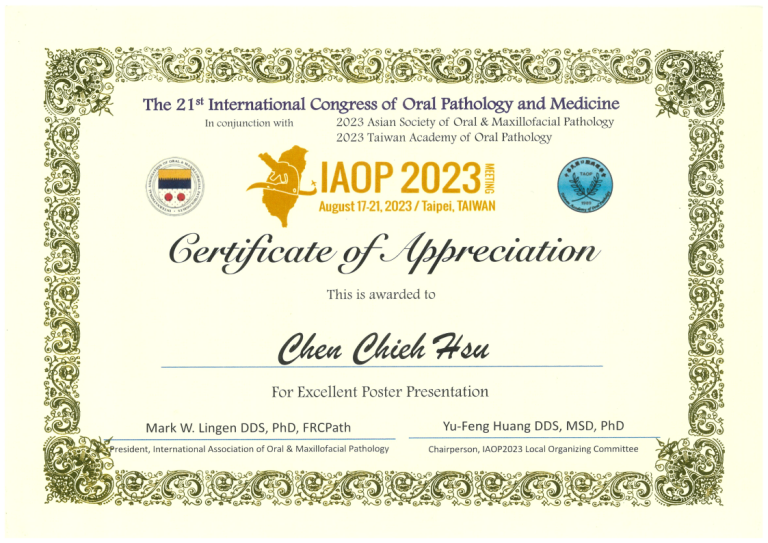 The 21st International Congress of Oral Pathology and Medicine
In conjunction with 2023 Asian Society of Oral & Maxillofacial Pathology
2023 Taiwan Academy of Oral Pathology
IAOP 2023 MEETING
August 17-21, 2023 / Taipei, TAIWAN
TAOP
Certificate of Appreciation
This is awarded to
Chen Chieh Hsu
For Excellent Poster Presentation
Mark W. Lingen DDS, PhD, FRCPath
President, International Association of Oral & Maxillofacial Pathology
Yu-Feng Huang DDS, MSD, PhD
Chairperson, IAOP2023 Local Organizing Committee